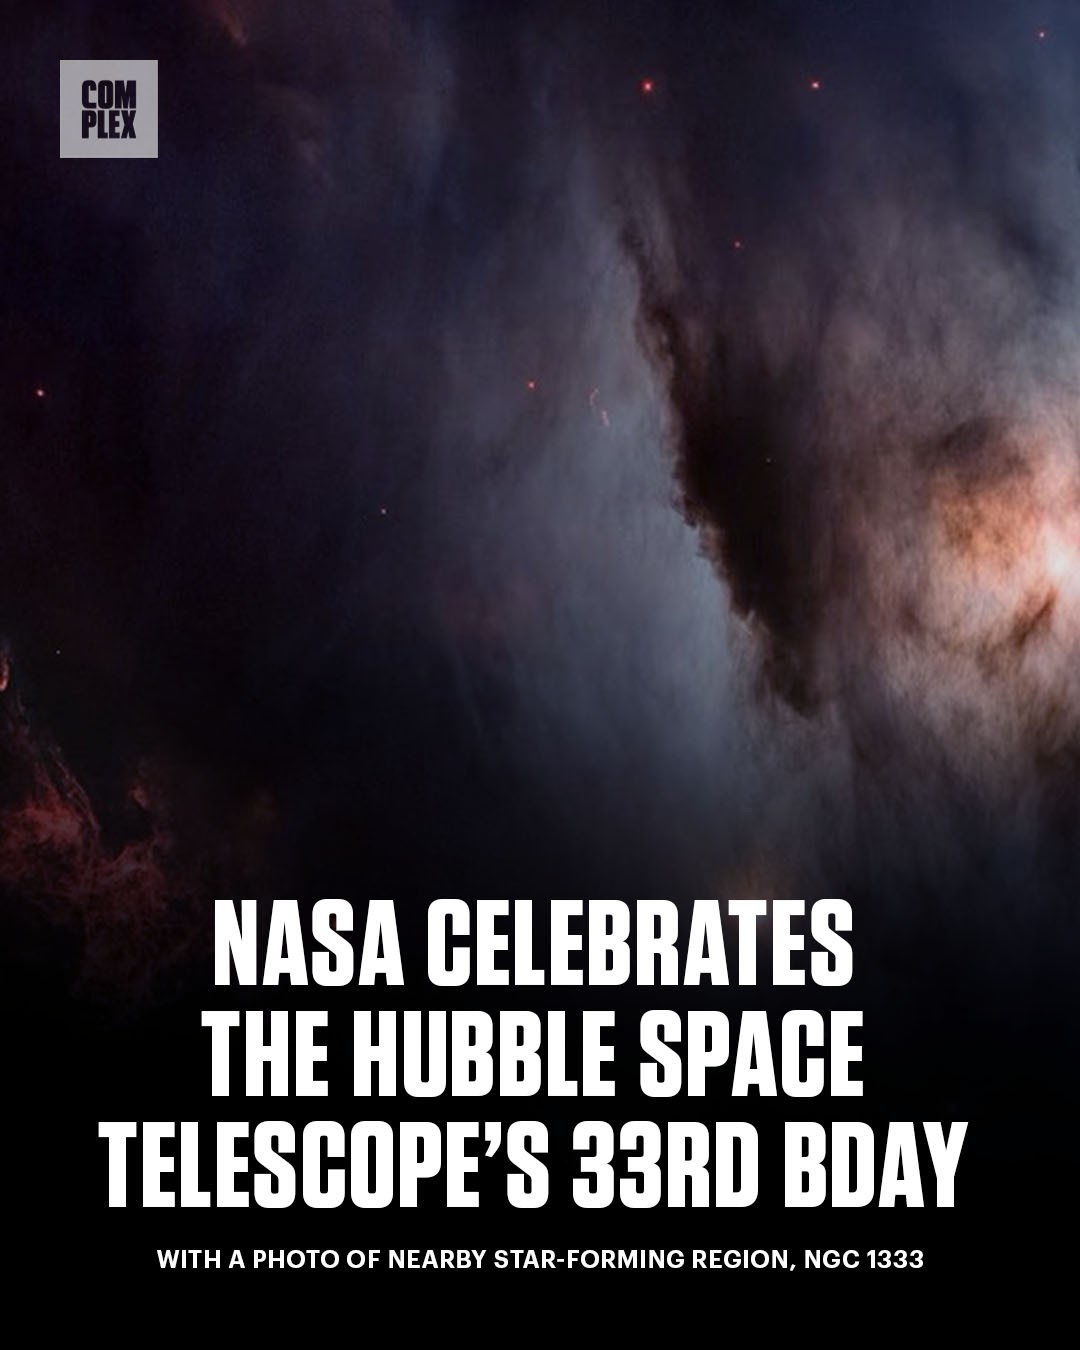 COM
PLEX
NASA CELEBRATES
THE HUBBLE SPACE
TELESCOPE’S 33RD BDAY
WITH A PHOTO OF NEARBY STAR-FORMING REGION, NGC 1333